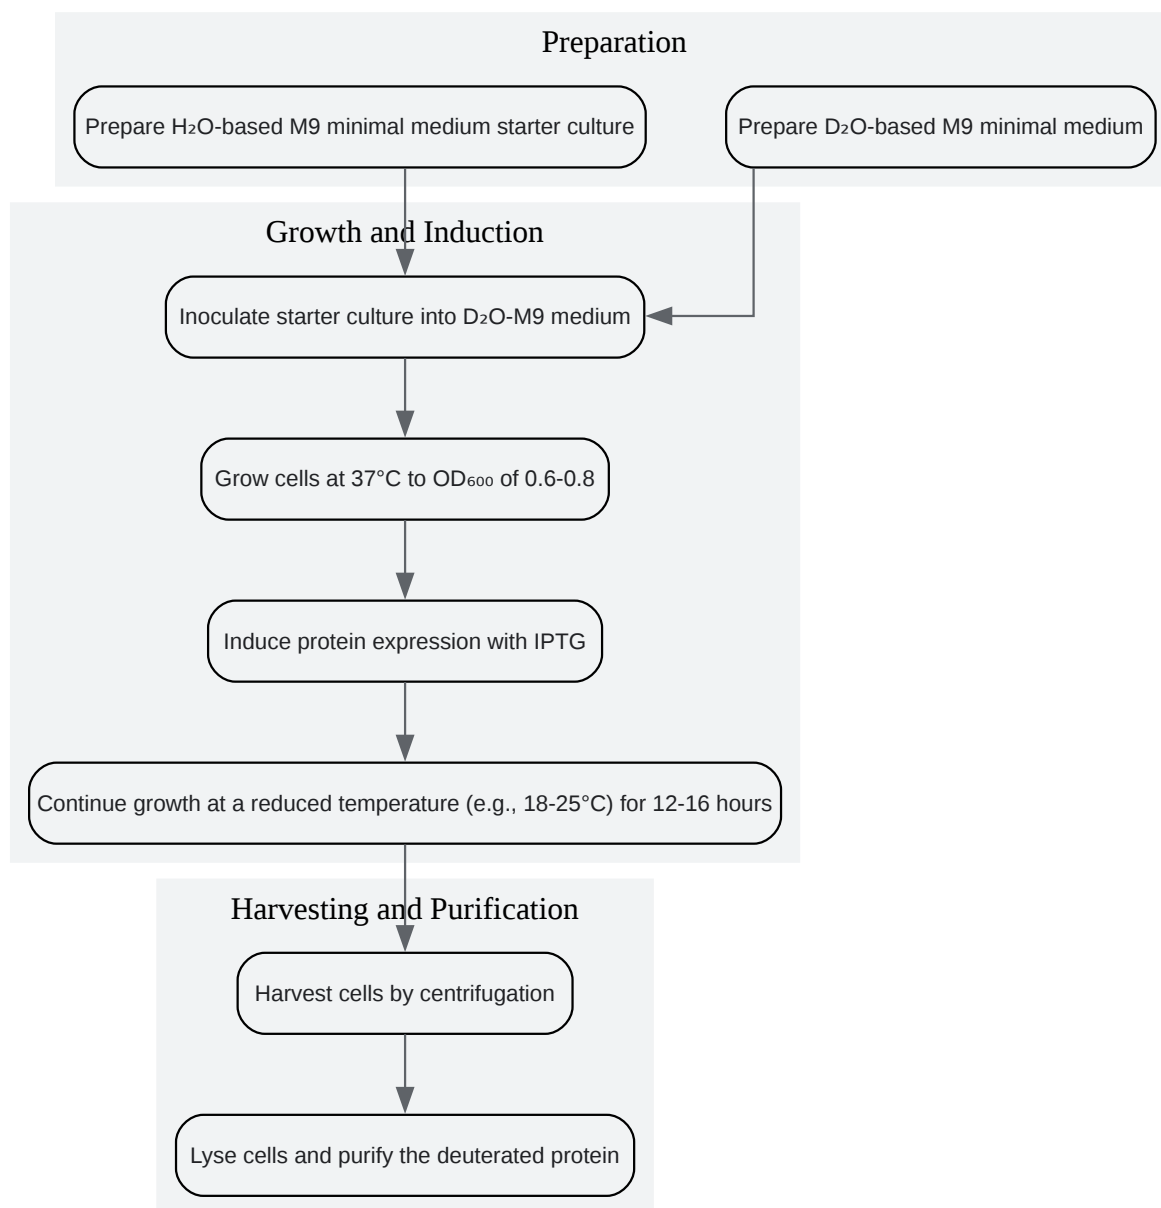 Preparation
Prepare H₂O-based M9 minimal medium starter culture
Prepare D₂O-based M9 minimal medium
Growth and Induction
Inoculate starter culture into D₂O-M9 medium
Grow cells at 37°C to OD₆₀₀ of 0.6-0.8
Induce protein expression with IPTG
Continue growth at a reduced temperature (e.g., 18-25°C) for 12-16 hours
Harvesting and Purification
Harvest cells by centrifugation
Lyse cells and purify the deuterated protein